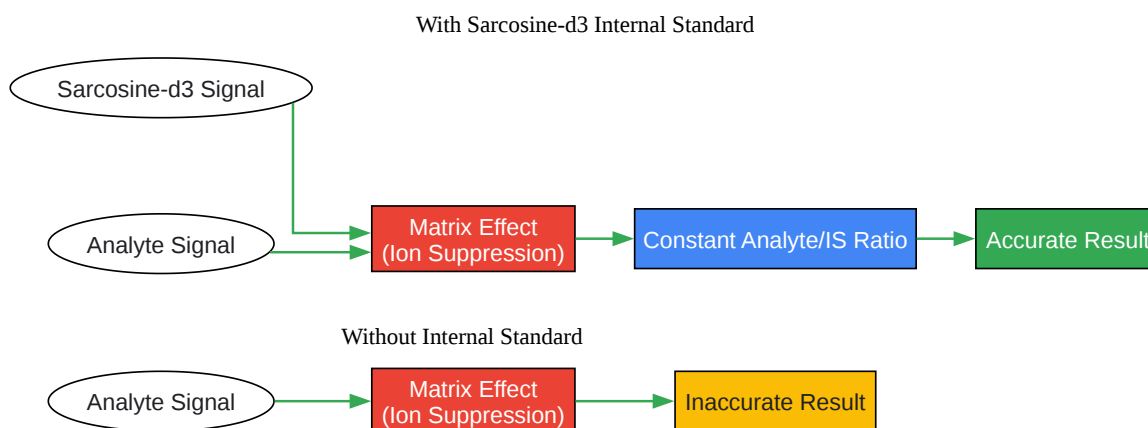 With Sarcosine-d3 Internal Standard
Sarcosine-d3 Signal
Analyte Signal
Matrix Effect
(Ion Suppression)
Constant Analyte/IS Ratio
Accurate Result
Without Internal Standard
Analyte Signal
Matrix Effect
(Ion Suppression)
Inaccurate Result